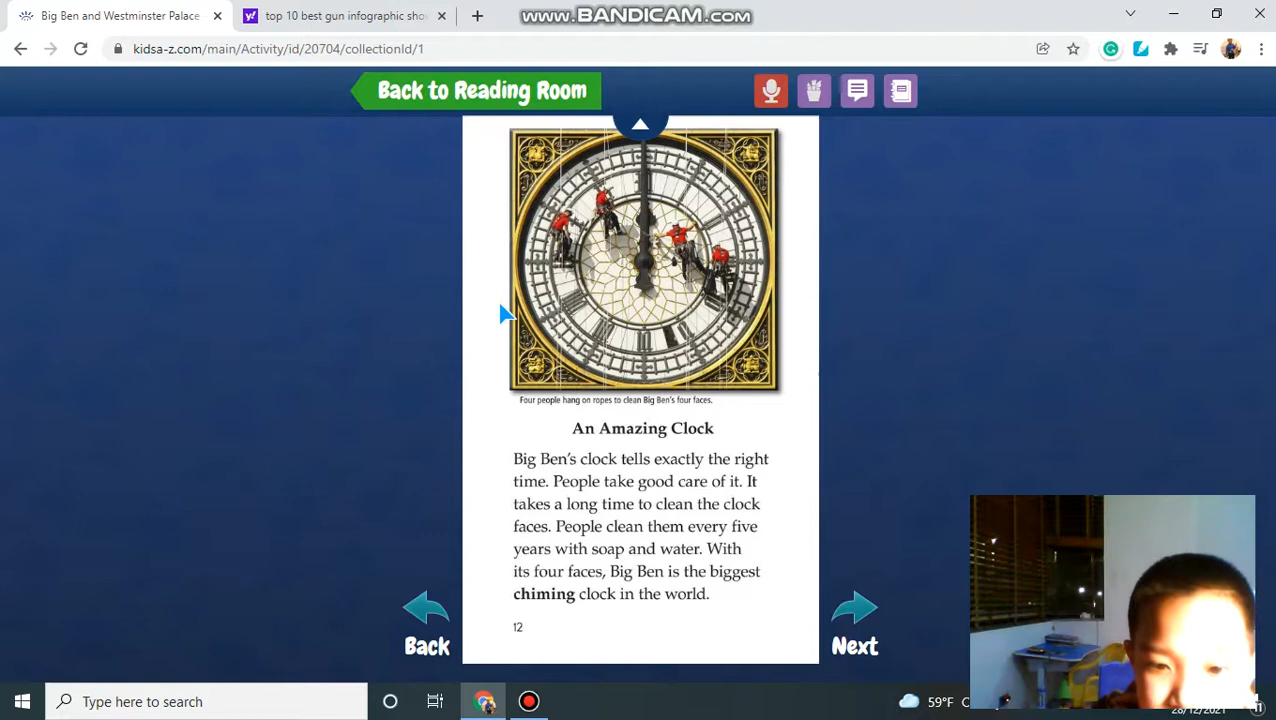 Big Ben and Westminster Palace
top 10 best gun infographic sho
www.BANDICAM.com
kidsa-z.com/main/Activity/id/20704/collectionId/1
Back to Reading Room
Four people hang on ropes to clean Big Ben's four faces.
An Amazing Clock
Big Ben's clock tells exactly the right
time. People take good care of it. It
takes a long time to clean the clock
faces. People clean them every five
years with soap and water. With
its four faces, Big Ben is the biggest
chiming clock in the world.
12
Back
Next
Type here to search
59°F
28/12/2021